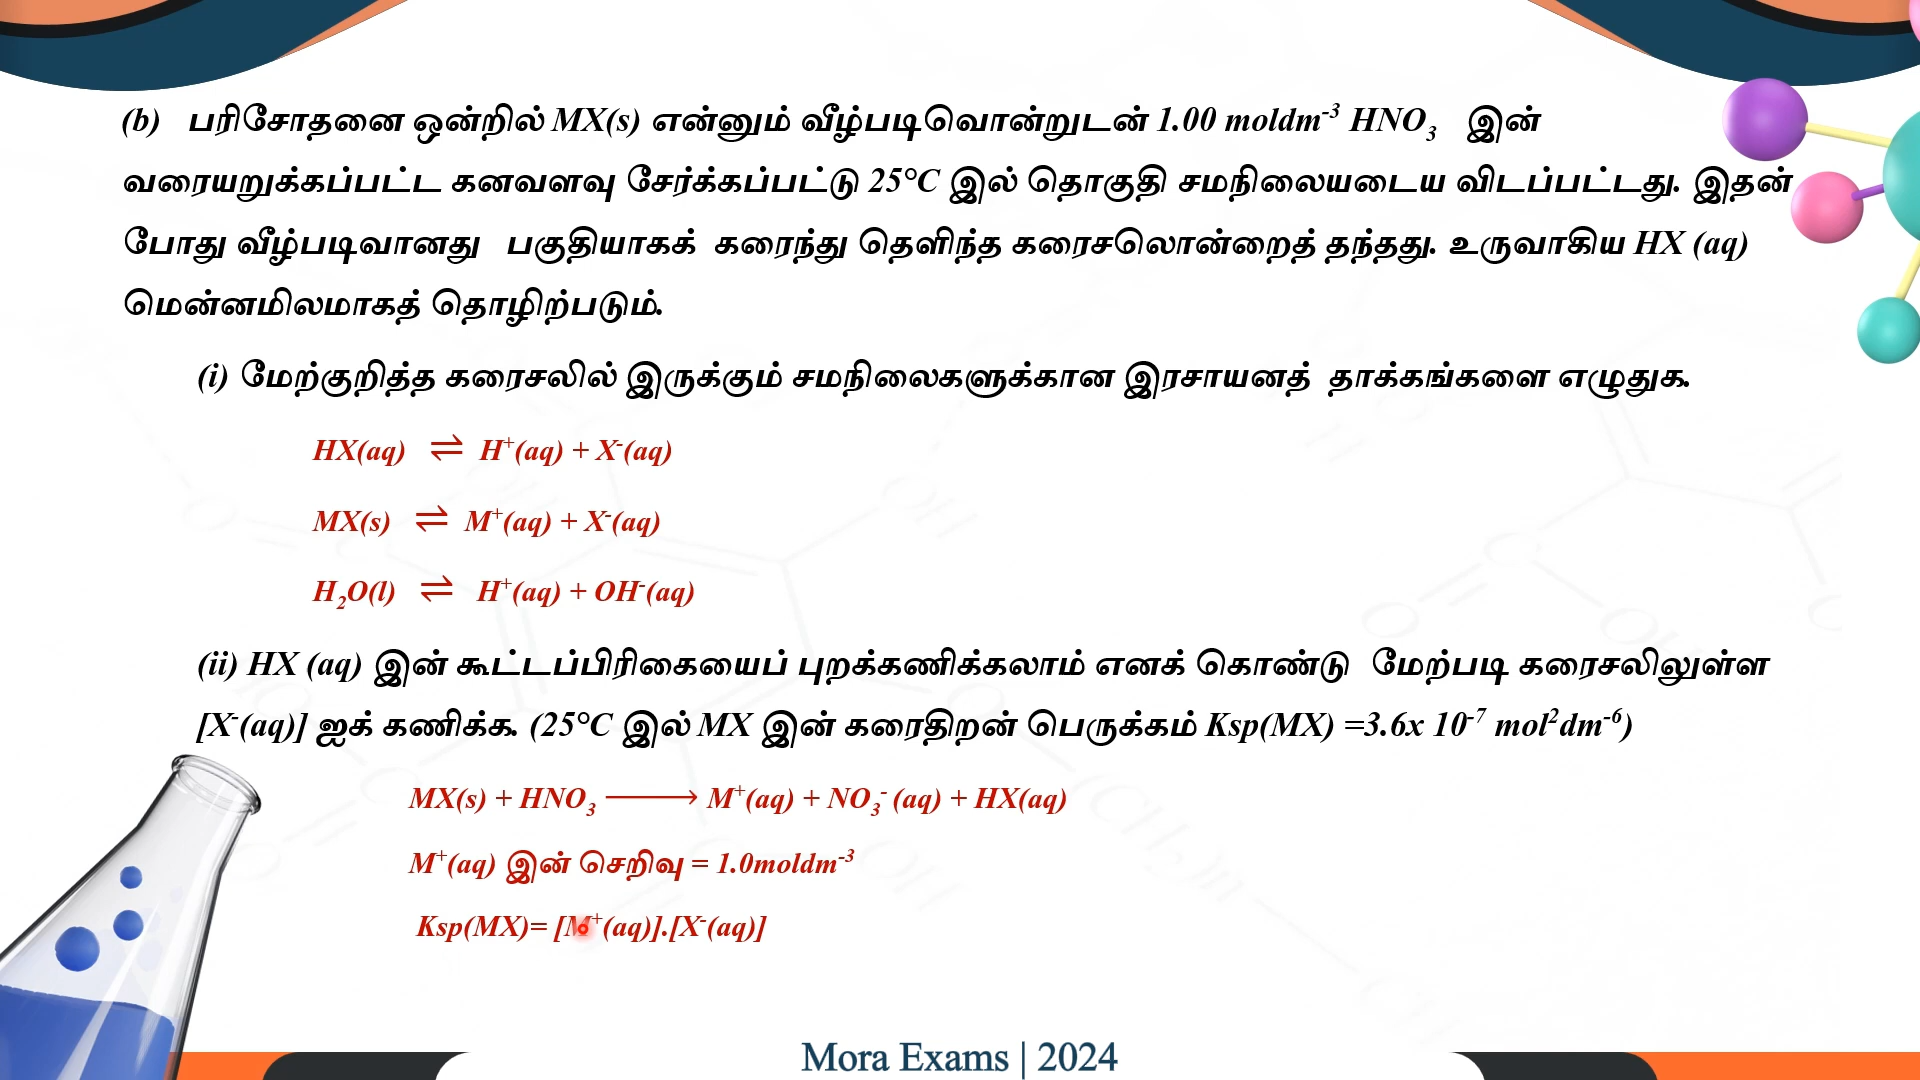 (b) பரிசோதனை ஒன்றில் MX(s) என்னும் வீழ்படிவொன்றுடன் 1.00 moldm⁻³ HNO₃ இன்
வரையறுக்கப்பட்ட கனவளவு சேர்க்கப்பட்டு 25°C இல் தொகுதி சமநிலையடைய விடப்பட்டது. இதன்
போது வீழ்படிவானது பகுதியாகக் கரைந்து தெளிந்த கரைசலொன்றைத் தந்தது. உருவாகிய HX (aq)
மென்னமிலமாகத் தொழிற்படும்.
(i) மேற்குறித்த கரைசலில் இருக்கும் சமநிலைகளுக்கான இரசாயனத் தாக்கங்களை எழுதுக.
HX(aq) ⇌ H⁺(aq) + X⁻(aq)
MX(s) ⇌ M⁺(aq) + X⁻(aq)
H₂O(l) ⇌ H⁺(aq) + OH⁻(aq)
(ii) HX (aq) இன் கூட்டப்பிரிகையைப் புறக்கணிக்கலாம் எனக் கொண்டு மேற்படி கரைசலிலுள்ள
[X⁻(aq)] ஐக் கணிக்க. (25°C இல் MX இன் கரைதிறன் பெருக்கம் Ksp(MX) =3.6x 10⁻⁷ mol²dm⁻⁶)
MX(s) + HNO₃ ⟶ M⁺(aq) + NO₃⁻ (aq) + HX(aq)
M⁺(aq) இன் செறிவு = 1.0moldm⁻³
Ksp(MX)= [M⁺(aq)].[X⁻(aq)]
Mora Exams | 2024